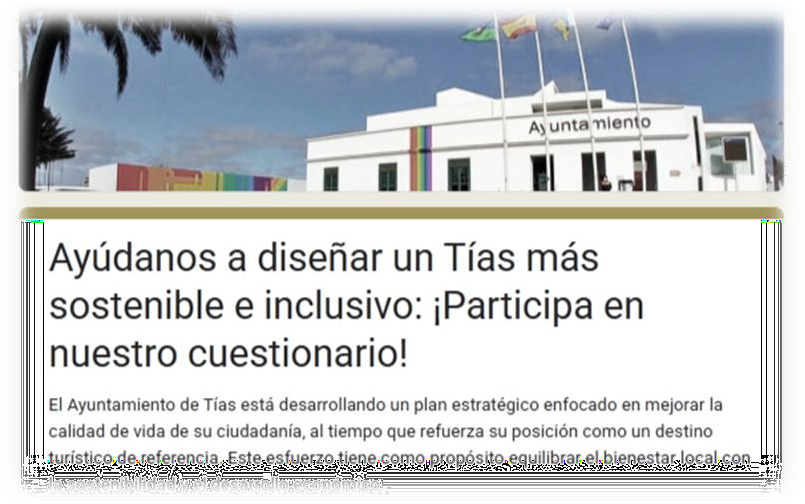 Ayuntamiento
Ayúdanos a diseñar un Tías más
sostenible e inclusivo: ¡Participa en
nuestro cuestionario!
El Ayuntamiento de Tías está desarrollando un plan estratégico enfocado en mejorar la
calidad de vida de su ciudadanía, al tiempo que refuerza su posición como un destino
turístico de referencia. Este esfuerzo tiene como propósito equilibrar el bienestar local con